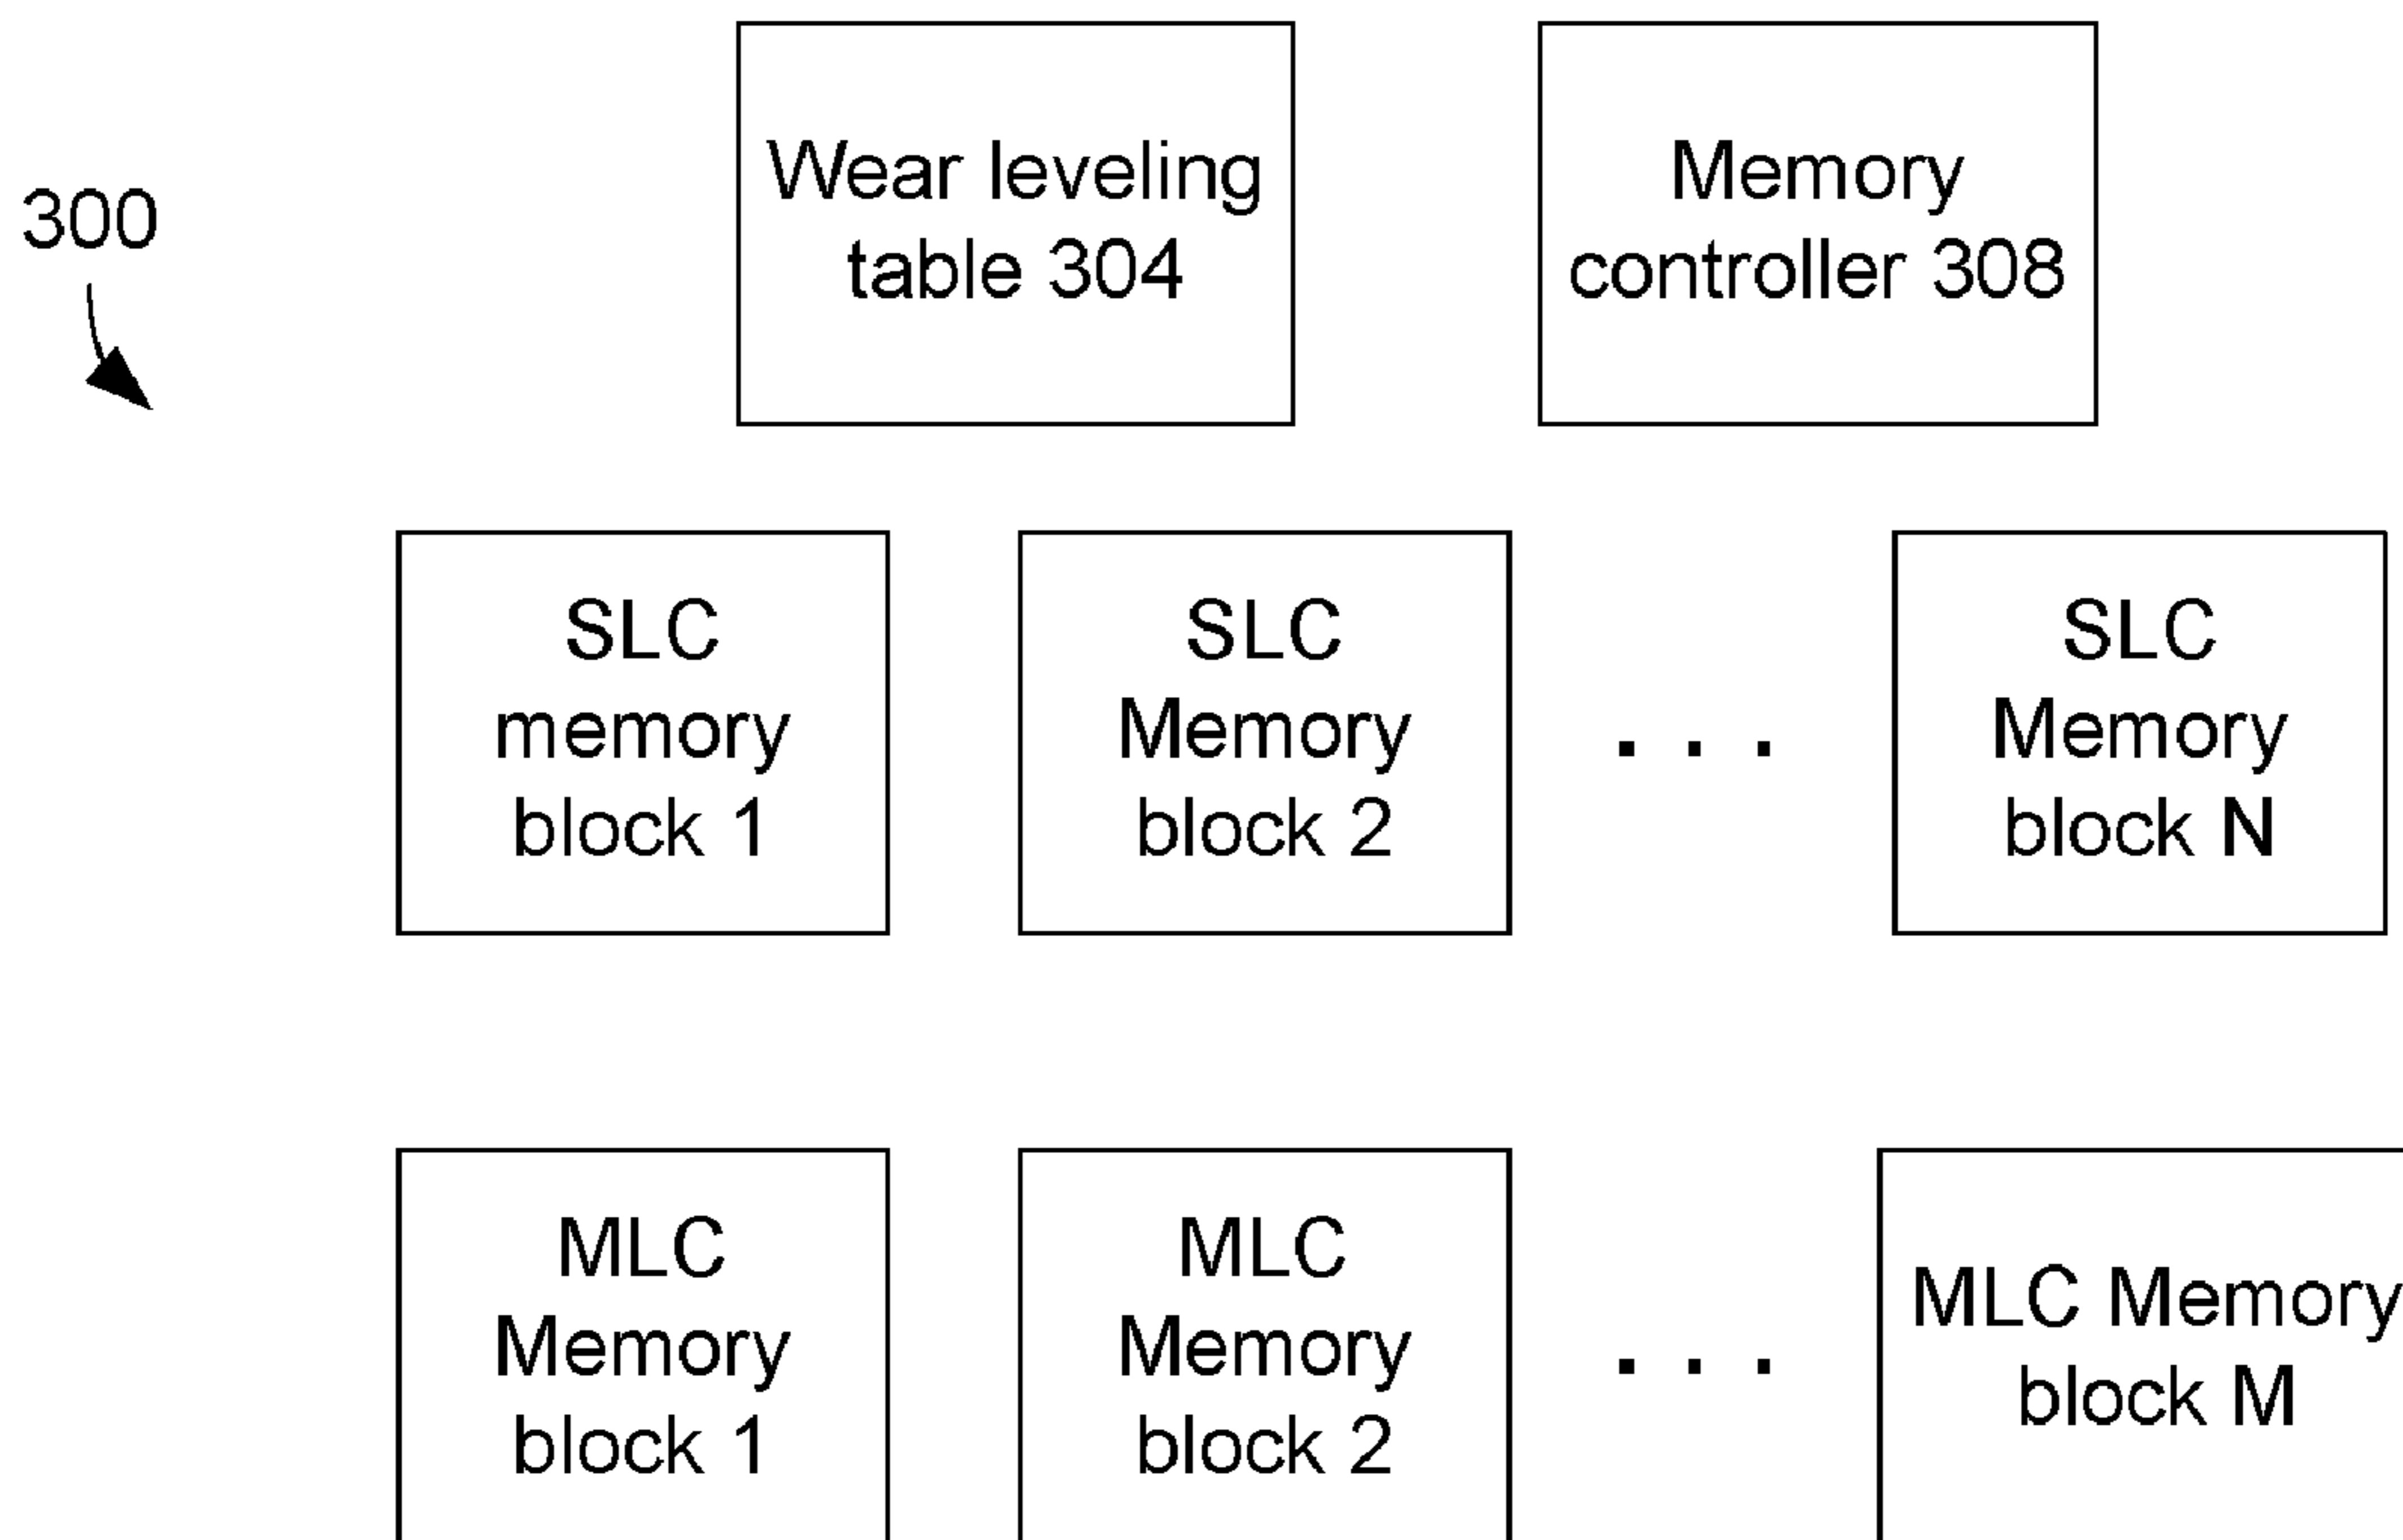 300
Wear leveling
table 304
Memory
controller 308
SLC
memory
block 1
SLC
Memory
block 2
. . .
SLC
Memory
block N
MLC
Memory
block 1
MLC
Memory
block 2
. . .
MLC Memory
block M